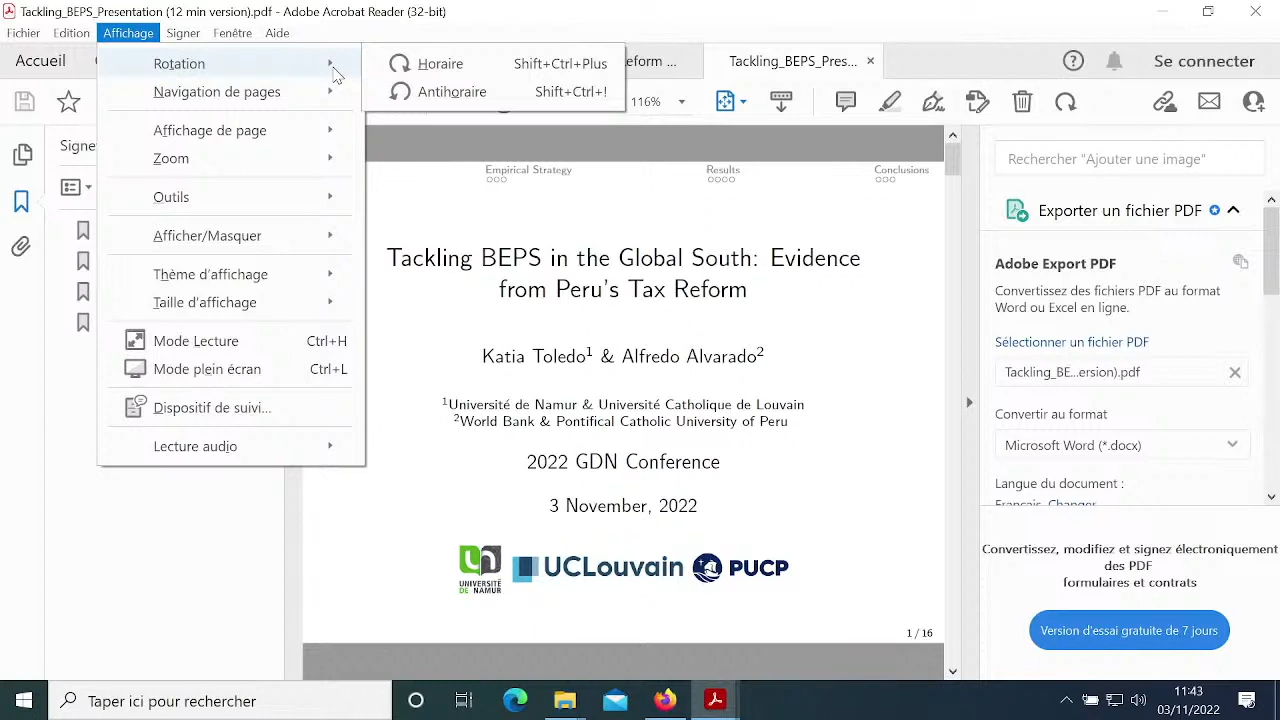 Tackling_BEPS_Presentation (12 min version).pdf - Adobe Acrobat Reader (32-bit)
Fichier Edition Affichage Signer Fenêtre Aide
Accueil
eform ...
Tackling_BEPS_Pres...
Se connecter
Rotation
Horaire Shift+Ctrl+Plus
Antihoraire Shift+Ctrl+!
Navigation de pages
Affichage de page
Zoom
Outils
Afficher/Masquer
Thème d'affichage
Taille d'affichage
Mode Lecture Ctrl+H
Mode plein écran Ctrl+L
Dispositif de suivi...
Lecture audio
116%
Signe
Empirical Strategy Results Conclusions
Tackling BEPS in the Global South: Evidence
from Peru's Tax Reform
Katia Toledo1 & Alfredo Alvarado2
1Université de Namur & Université Catholique de Louvain
2World Bank & Pontifical Catholic University of Peru
2022 GDN Conference
3 November, 2022
UNIVERSITÉ
DE NAMUR
UCLouvain
PUCP
1 / 16
Rechercher "Ajouter une image"
Exporter un fichier PDF
Adobe Export PDF
Convertissez des fichiers PDF au format
Word ou Excel en ligne.
Sélectionner un fichier PDF
Tackling_BE...ersion).pdf
Convertir au format
Microsoft Word (*.docx)
Langue du document :
Français Changer
Convertissez, modifiez et signez électroniquement
des PDF
formulaires et contrats
Version d'essai gratuite de 7 jours
Taper ici pour rechercher
11:43
03/11/2022